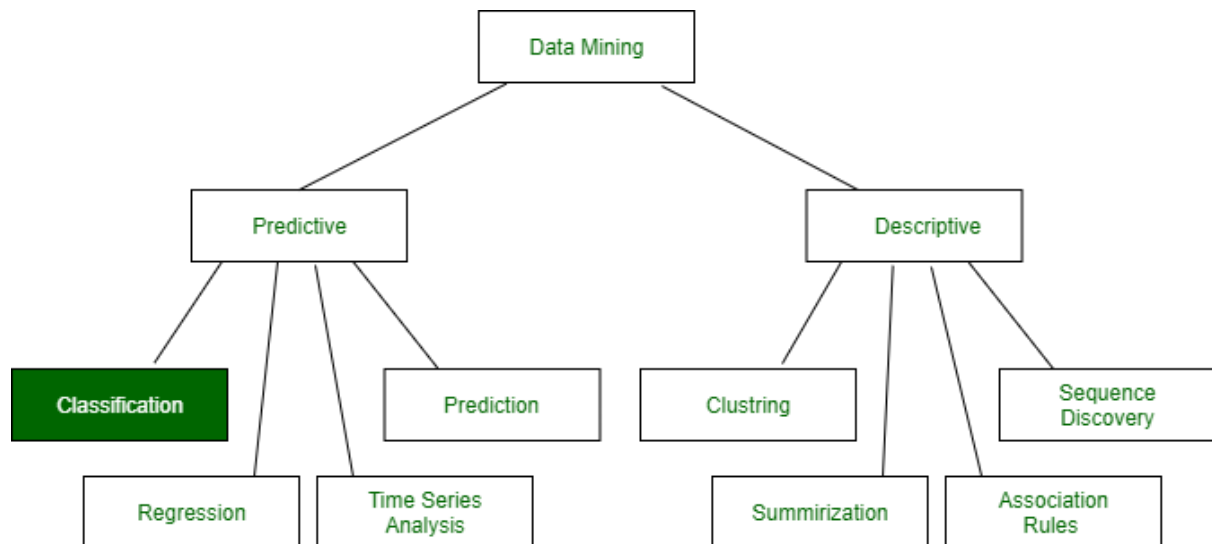 Data Mining
Predictive
Descriptive
Classification
Prediction
Clustring
Sequence
Discovery
Regression
Time Series
Analysis
Summirization
Association
Rules